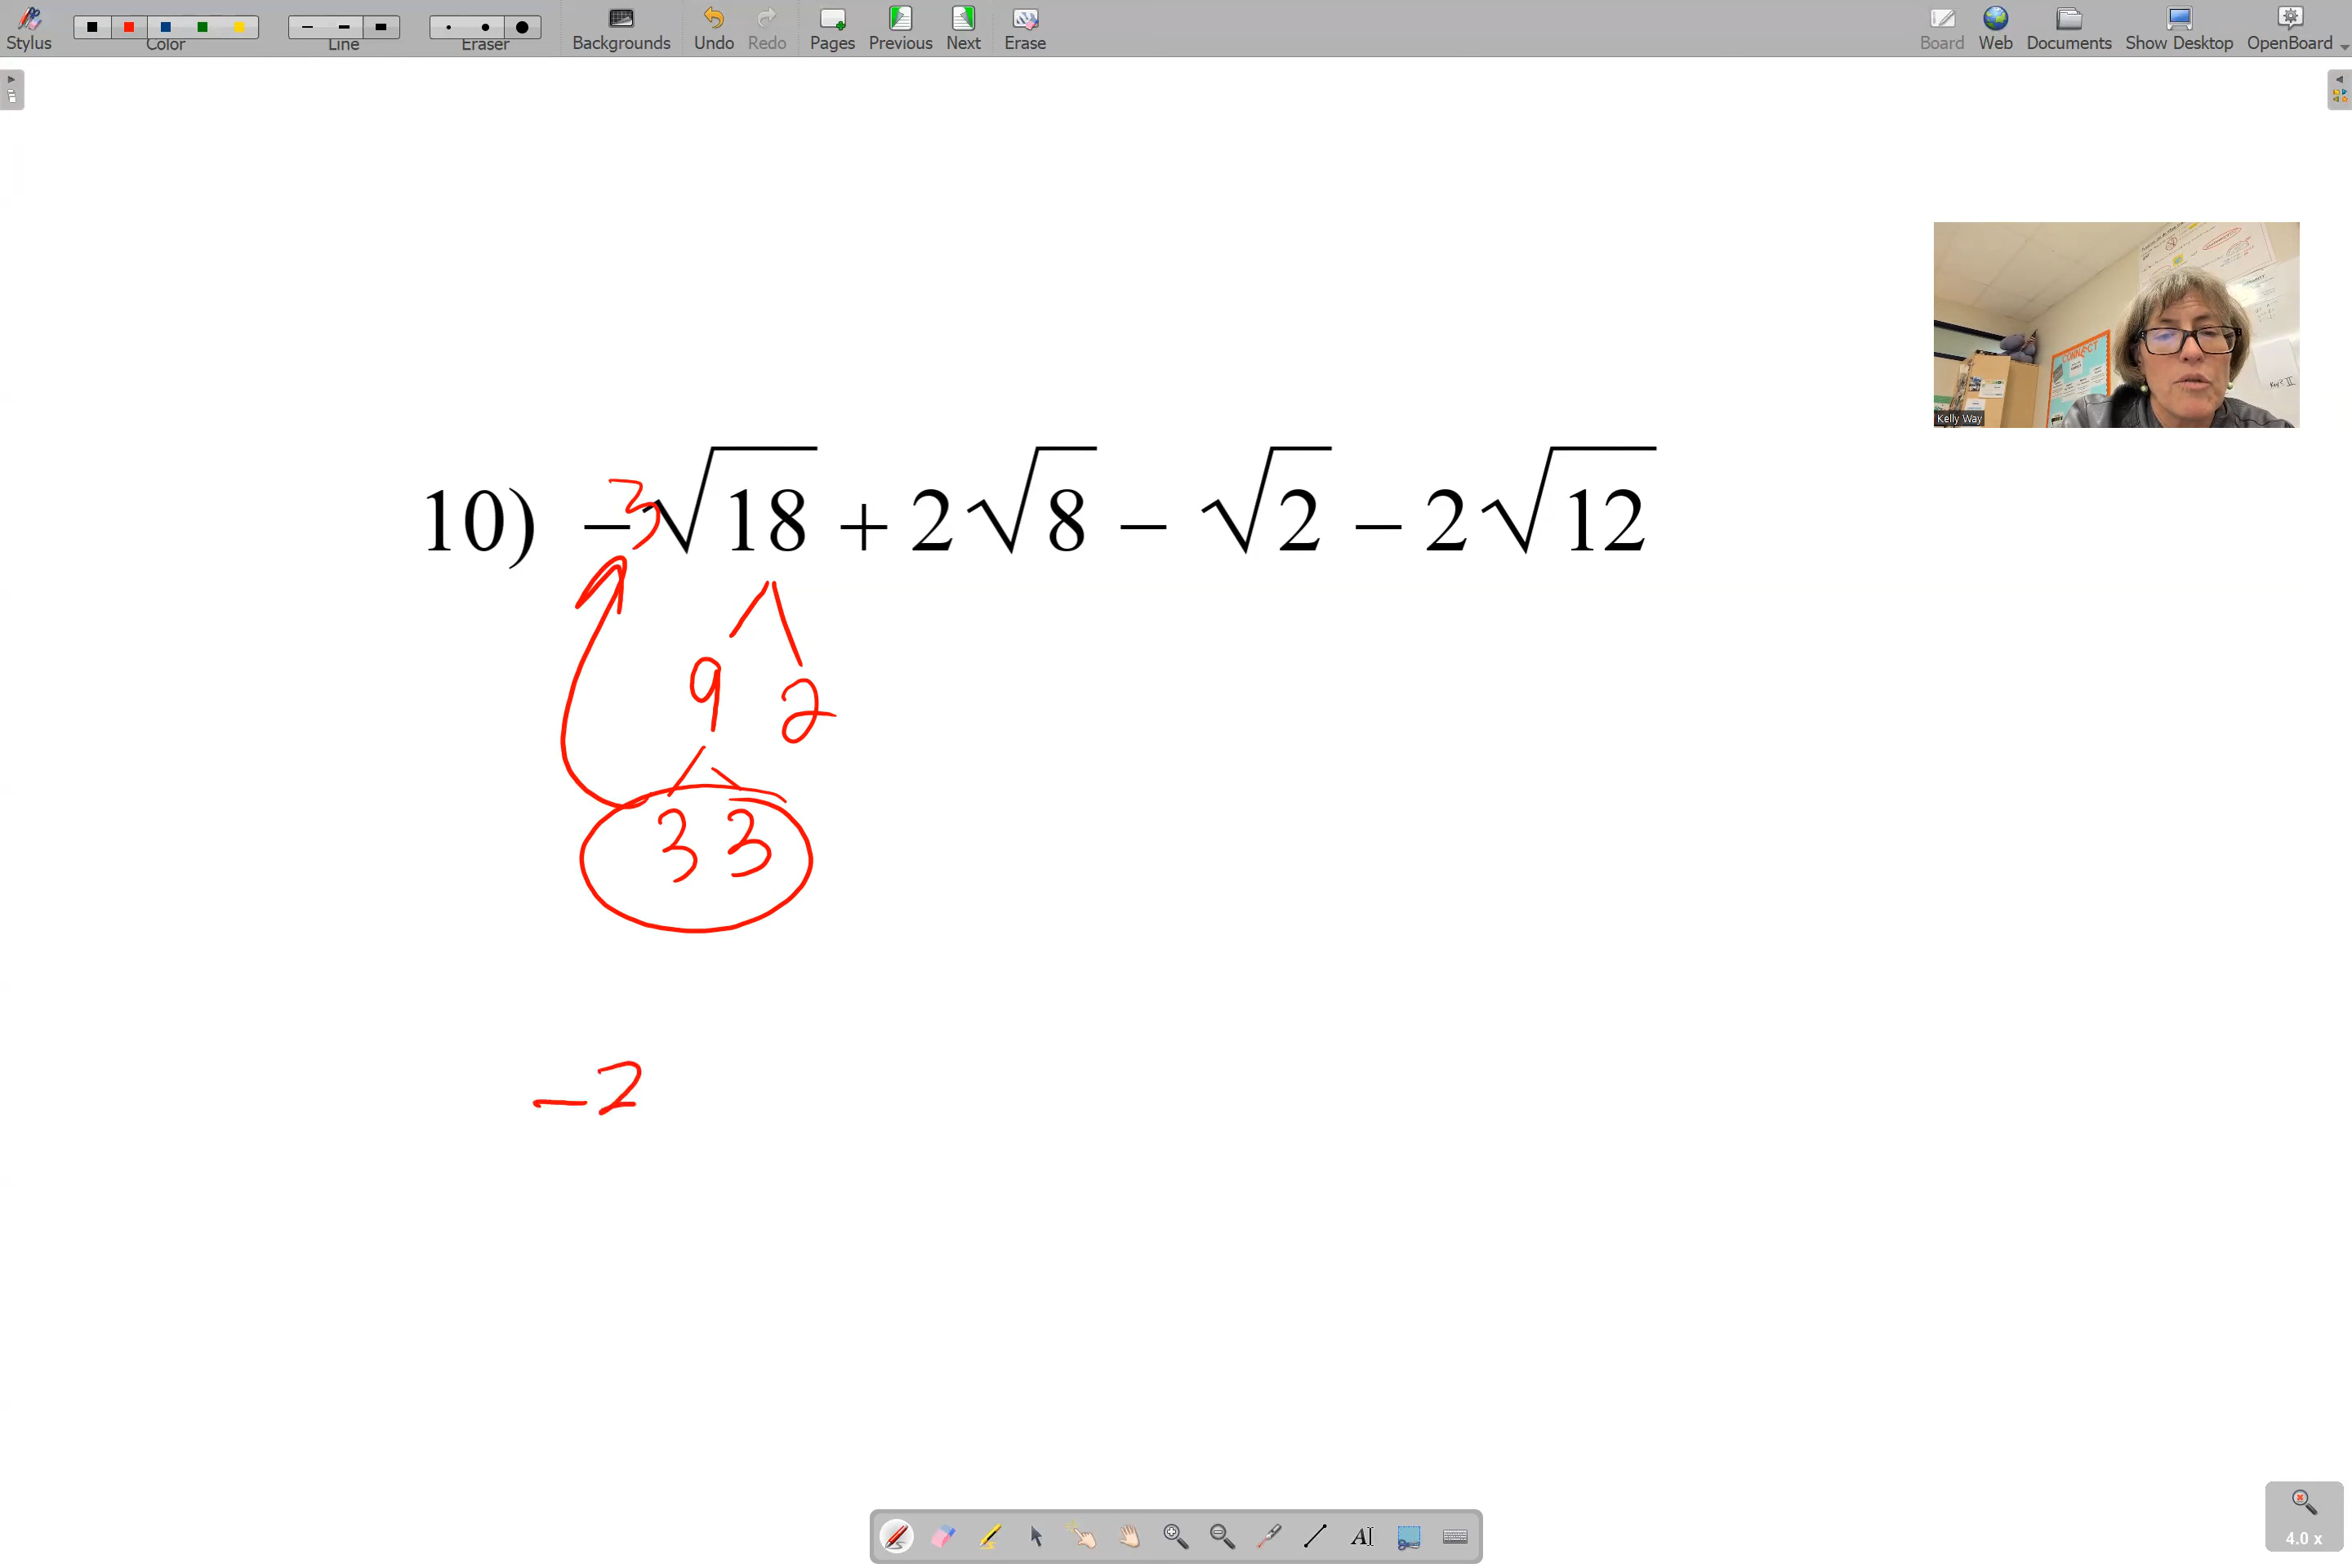 Stylus Color Line Eraser Backgrounds Undo Redo Pages Previous Next Erase Board Web Documents Show Desktop OpenBoard
CONNECT
Kelly Way
10) −√18 + 2√8 − √2 − 2√12
3
9 2
3 3
−2
4.0 x